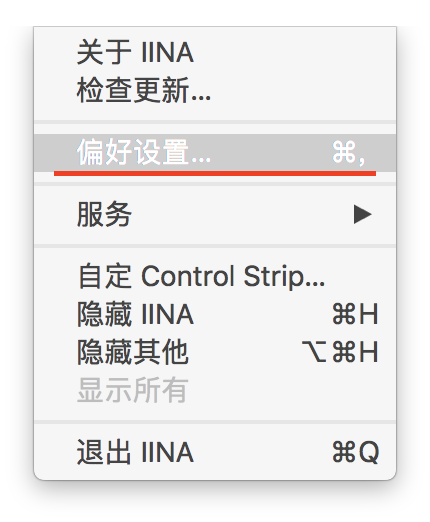 关于 IINA
检查更新...
偏好设置... ⌘,
服务 ▶
自定 Control Strip...
隐藏 IINA ⌘H
隐藏其他 ⌥⌘H
显示所有
退出 IINA ⌘Q